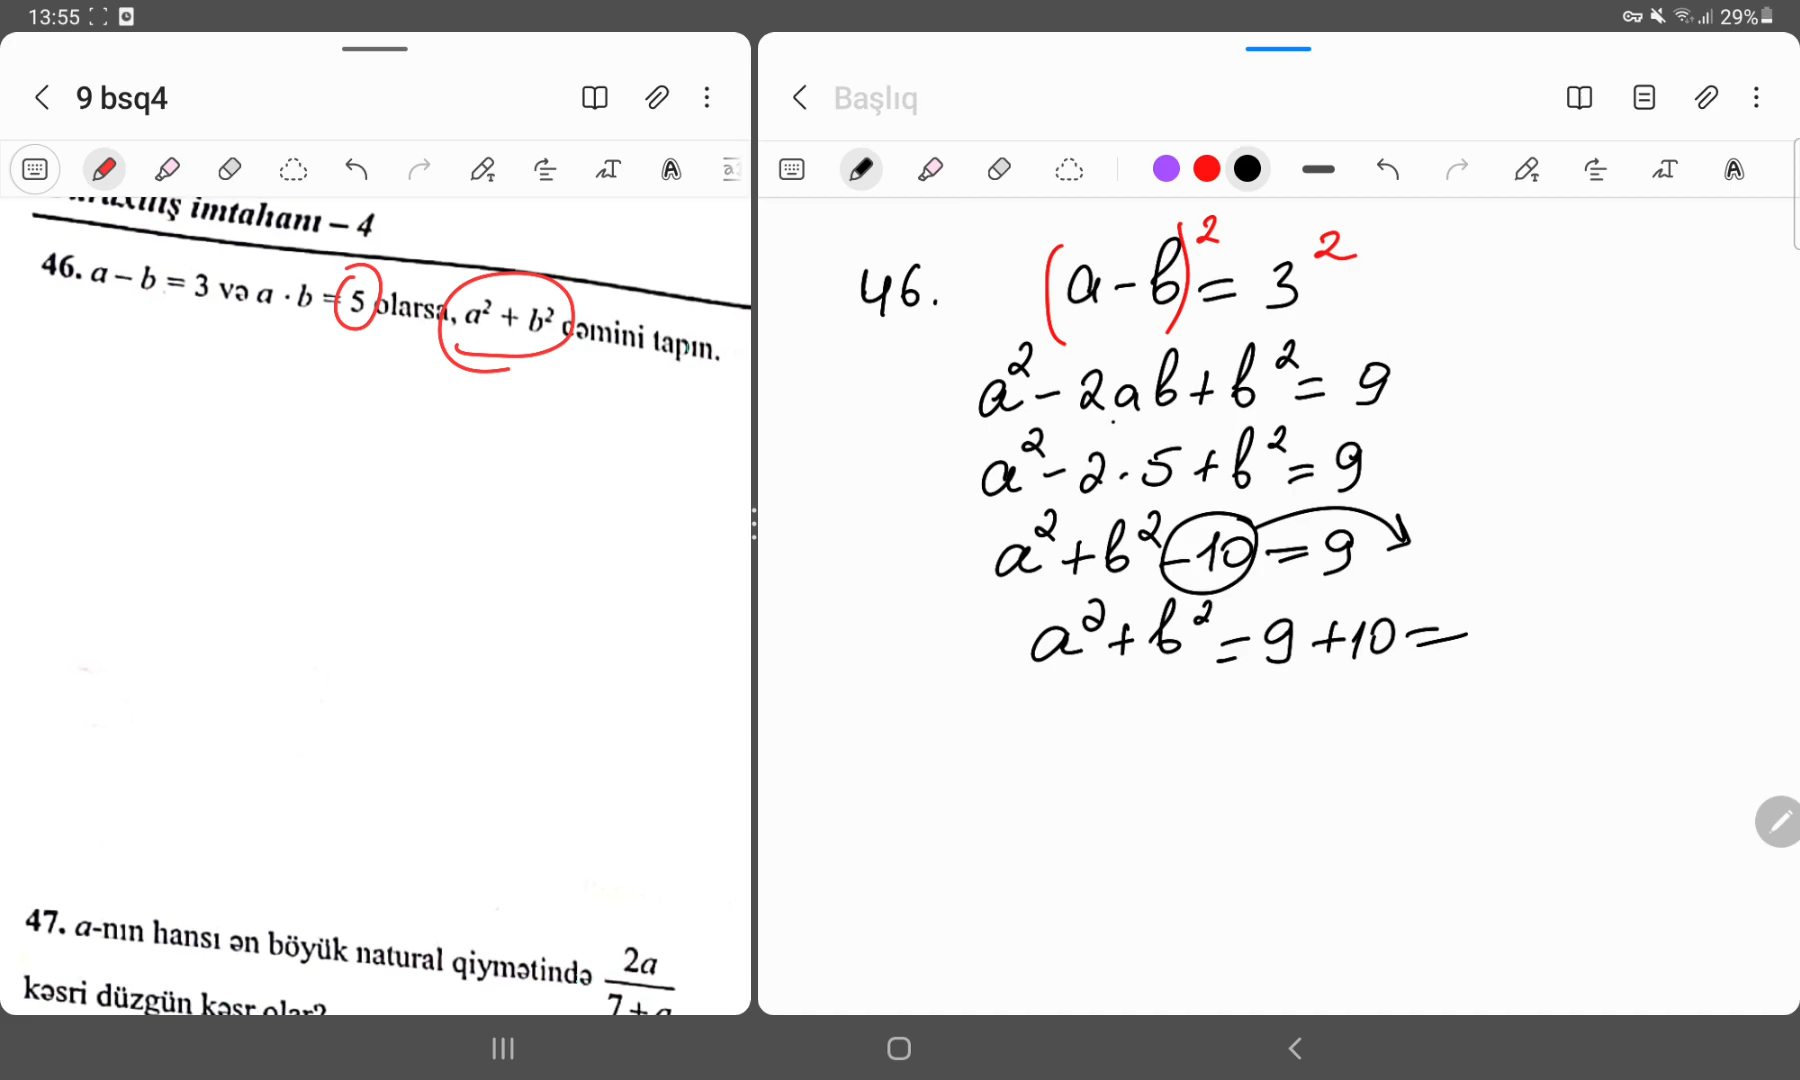 13:55
29%
9 bsq4
imtahanı – 4
46. a – b = 3 və a · b = 5 olarsa, a² + b² cəmini tapın.
47. a-nın hansı ən böyük natural qiymətində 2a / 7 + a
kəsri düzgün kəsr olar?
Başlıq
46. (a - b)² = 3²
a² - 2ab + b² = 9
a² - 2 · 5 + b² = 9
a² + b² - 10 = 9
a² + b² = 9 + 10 =